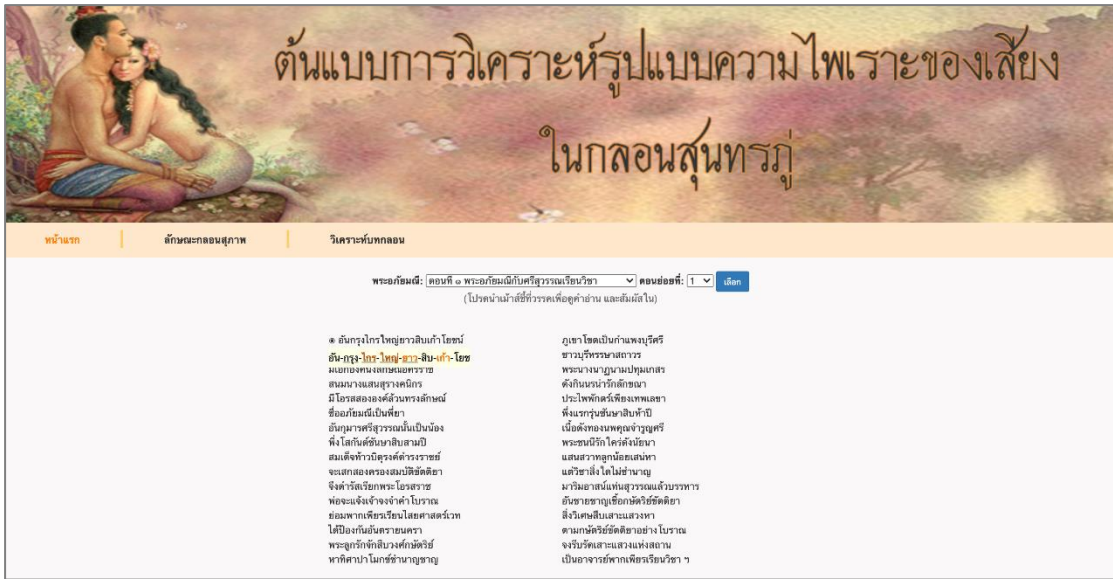 ต้นแบบการวิเคราะห์รูปแบบความไพเราะของเสียง
ในกลอนสุนทรภู่
หน้าแรก ลักษณะกลอนสุภาพ วิเคราะห์บทกลอน
พระอภัยมณี: ตอนที่ ๑ พระอภัยมณีกับศรีสุวรรณเรียนวิชา ตอนย่อยที่: 1 เลือก
(โปรดนำเม้าส์ชี้ที่วรรคเพื่อดูคำอ่าน และสัมผัสใน)
๏ อันกรุงไกรใหญ่ยาวสิบเก้าโยชน์ ภูเขาโขดเป็นกำแพงบุรีศรี
อัน-กรุง-ไกร-ใหญ่-ยาว-สิบ-เก้า-โยช ชาวบุรีหรรษาสถาวร
พระนางนาฏนามปทุมเกสร
สนมนางแสนสุรางคนิกร ดังกินนรน่ารักลักขณา
มีโอรสสององค์ล้วนทรงลักษณ์ ประไพพักตร์เพียงเทพเลขา
ชื่ออภัยมณีเป็นพี่ยา พึ่งแรกรุ่นชันษาสิบห้าปี
อันกุมารศรีสุวรรณนั้นเป็นน้อง เนื้อดังทองนพคุณจำรูญศรี
พึ่งโสกันต์ชันษาสิบสามปี พระชนนีรักใคร่ดังนัยนา
สมเด็จท้าวบิตุรงค์ดำรงราชย์ แสนสวาทลูกน้อยเสน่หา
จะเสกสองครองสมบัติขัตติยา แต่วิชาสิ่งใดไม่ชำนาญ
จึงดำรัสเรียกพระโอรสราช มาริมอาสน์แท่นสุวรรณแล้วบรรหาร
พ่อจะแจ้งเจ้าจงจำคำโบราณ อันชายชาญเชื้อกษัตริย์ขัตติยา
ย่อมพากเพียรเรียนไสยศาสตร์เวท สิ่งวิเศษสืบเสาะแสวงหา
ได้ป้องกันอันตรายนครา ตามกษัตริย์ขัตติยาอย่างโบราณ
พระลูกรักจักสืบวงศ์กษัตริย์ จงรีบรัดเสาะแสวงแห่งสถาน
หาทิศาปาโมกข์ชำนาญชาญ เป็นอาจารย์พากเพียรเรียนวิชา ฯ